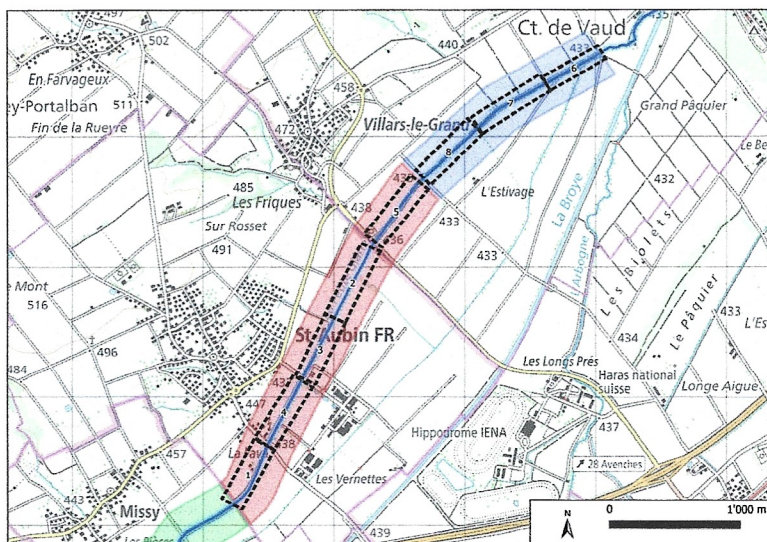 497
502
En Farvageux
ey-Portalban
511
Fin de la Rueyre
440
458
472
Ct. de Vaud
433
435
6
7
Villars-le-Grand
8
Grand Pâquier
Le Be
432
L'Estivage
La Broye
L'Arbogne
Les Biolets
Le Pâquier
485
Les Friques
438
5
433
Sur Rosset
491
436
433
2
e Mont
516
496
St-Aubin FR
3
484
434
433
L'Es
Les Longs Prés
Haras national
suisse
Longe Aigue
447
4
438
Hippodrome IENA
437
457
28 Avenches
443
Missy
1
Les Vernettes
439
N
0
1'000 m